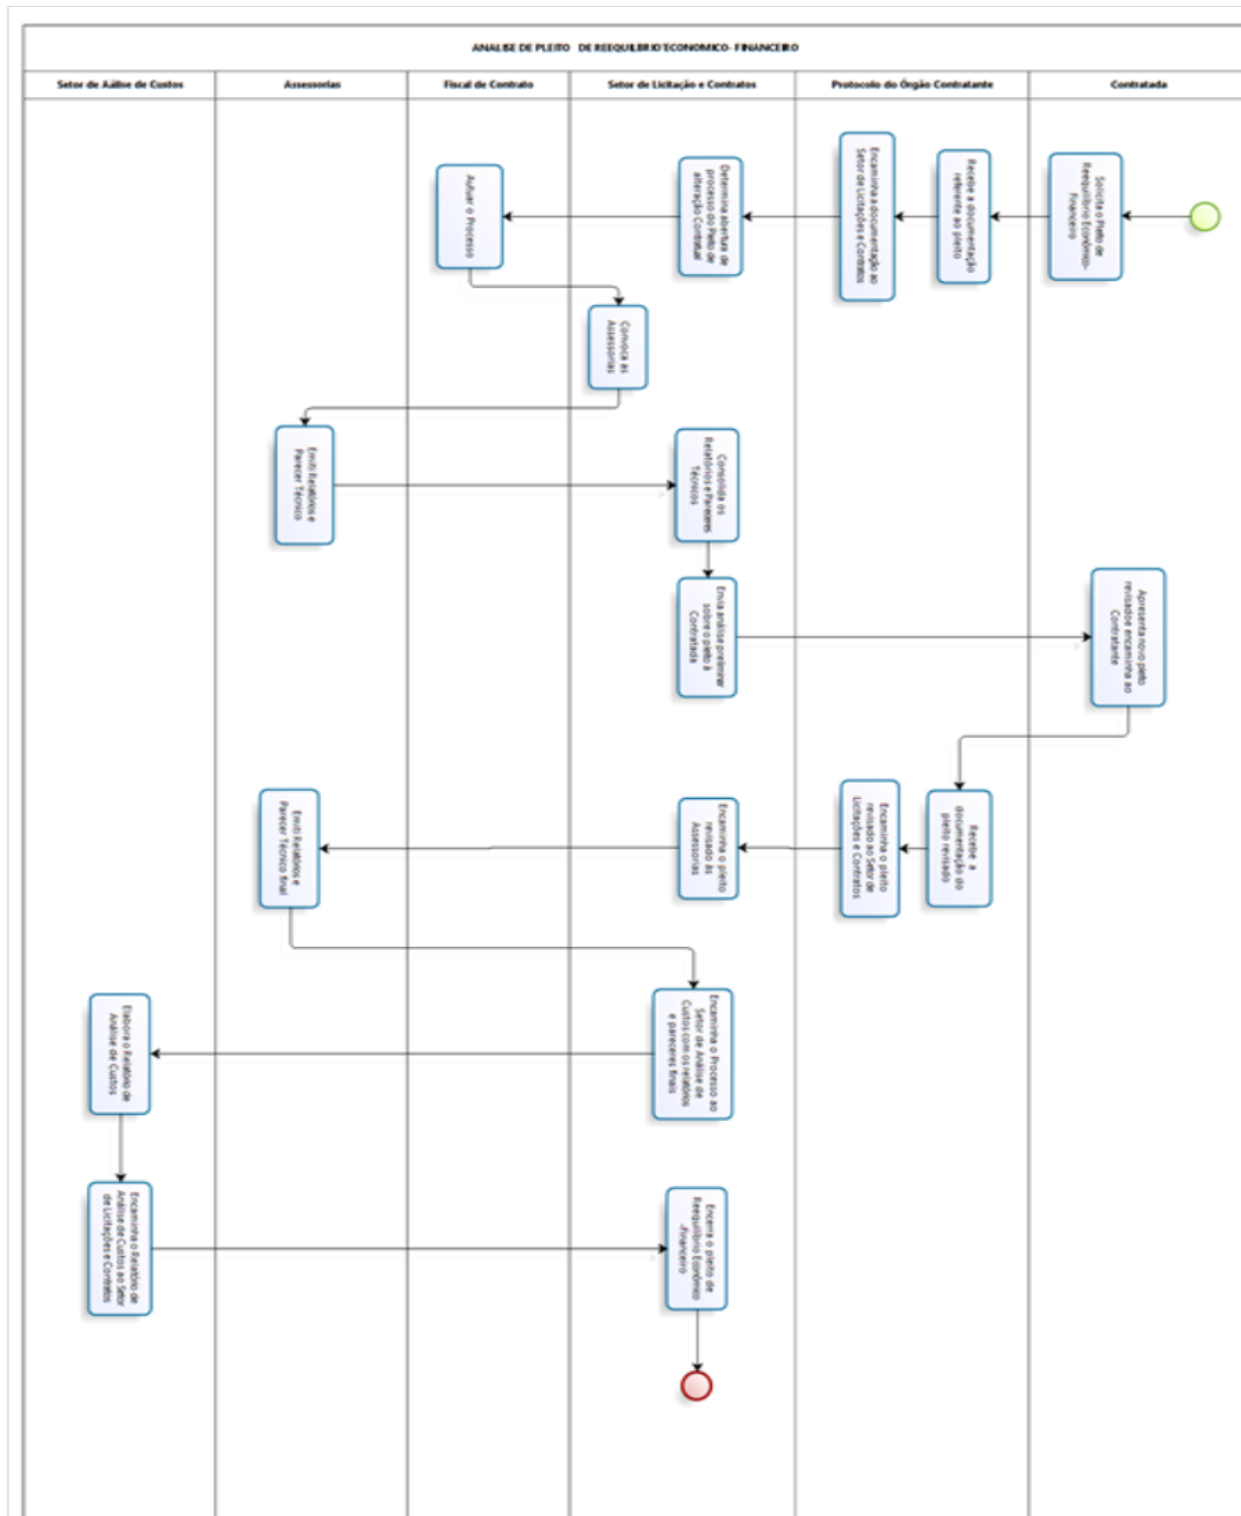 ANALISE DE PLEITO DE REEQUILIBRIO ECONOMICO- FINANCEIRO
Setor de Aálise de Custos
Assessorias
Fiscal de Contrato
Setor de Licitação e Contratos
Protocolo do Órgão Contratante
Contratada
Solicita o Pleito de
Reequilíbrio Econômico-
Financeiro
Recebe a documentação
referente ao pleito
Encaminha a documentação ao
Setor de Licitações e Contratos
Determina abertura de
processo do Pleito de
alteração Contratual
Autuar o Processo
Convoca as
Assessorias
Emiti Relatórios e
Parecer Técnico
Consolida os
Relatórios e Pareceres
Técnicos
Envia análise preliminar
sobre o pleito à
Contratada
Apresenta novo pleito
revisado e encaminha ao
Contratante
Recebe a
documentação do
pleito revisado
Encaminha o pleito
revisado ao Setor de
Licitações e Contratos
Encaminha o pleito
revisado às
Assessorias
Emiti Relatórios e
Parecer Técnico final
Encaminha o Processo ao
Setor de Análise de
Custos com os relatórios
e pareceres finais
Elabora o Relatório de
Análise de Custos
Encaminha o Relatório de
Análise de Custos ao Setor
de Licitações e Contratos
Encerra o pleito de
Reequilíbrio Econômico
-Financeiro